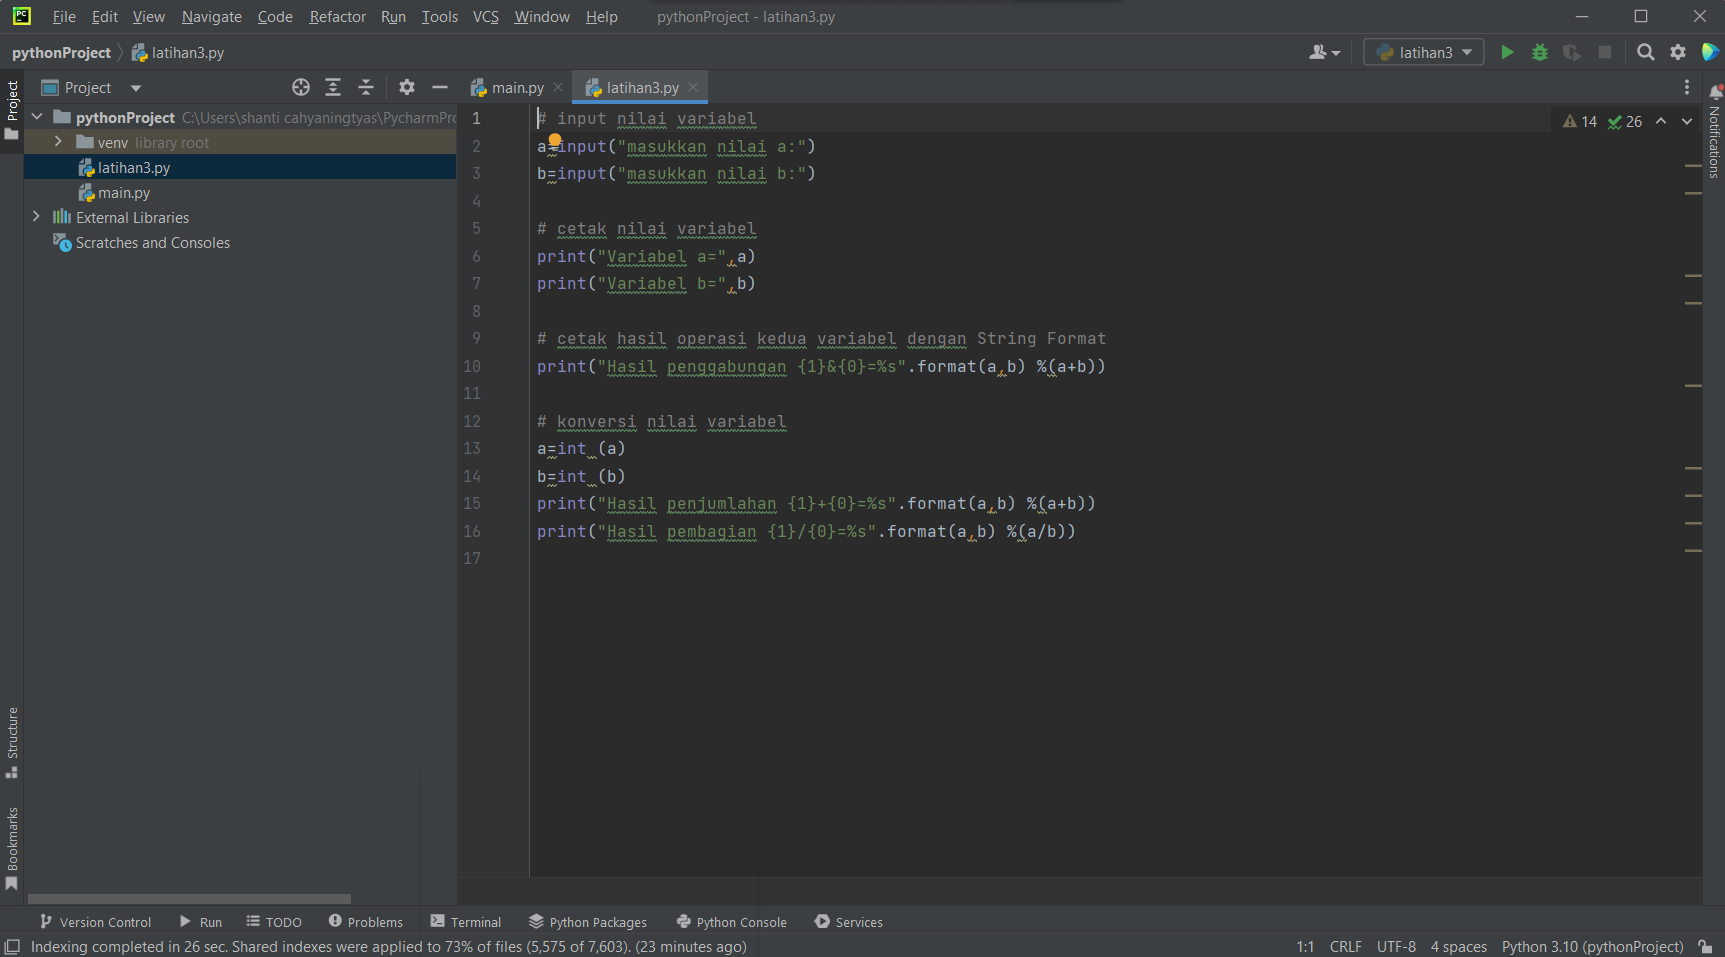 PC File Edit View Navigate Code Refactor Run Tools VCS Window Help pythonProject - latihan3.py
pythonProject latihan3.py latihan3
Project
Project
main.py
latihan3.py
pythonProject C:\Users\shanti cahyaningtyas\PycharmPro
venv library root
latihan3.py
main.py
External Libraries
Scratches and Consoles
14 26
1 # input nilai variabel
2 a=input("masukkan nilai a:")
3 b=input("masukkan nilai b:")
4
5 # cetak nilai variabel
6 print("Variabel a=",a)
7 print("Variabel b=",b)
8
9 # cetak hasil operasi kedua variabel dengan String Format
10 print("Hasil penggabungan {1}&{0}=%s".format(a,b) %(a+b))
11
12 # konversi nilai variabel
13 a=int (a)
14 b=int (b)
15 print("Hasil penjumlahan {1}+{0}=%s".format(a,b) %(a+b))
16 print("Hasil pembagian {1}/{0}=%s".format(a,b) %(a/b))
17
Notifications
Structure
Bookmarks
Version Control Run TODO Problems Terminal Python Packages Python Console Services
Indexing completed in 26 sec. Shared indexes were applied to 73% of files (5,575 of 7,603). (23 minutes ago) 1:1 CRLF UTF-8 4 spaces Python 3.10 (pythonProject)